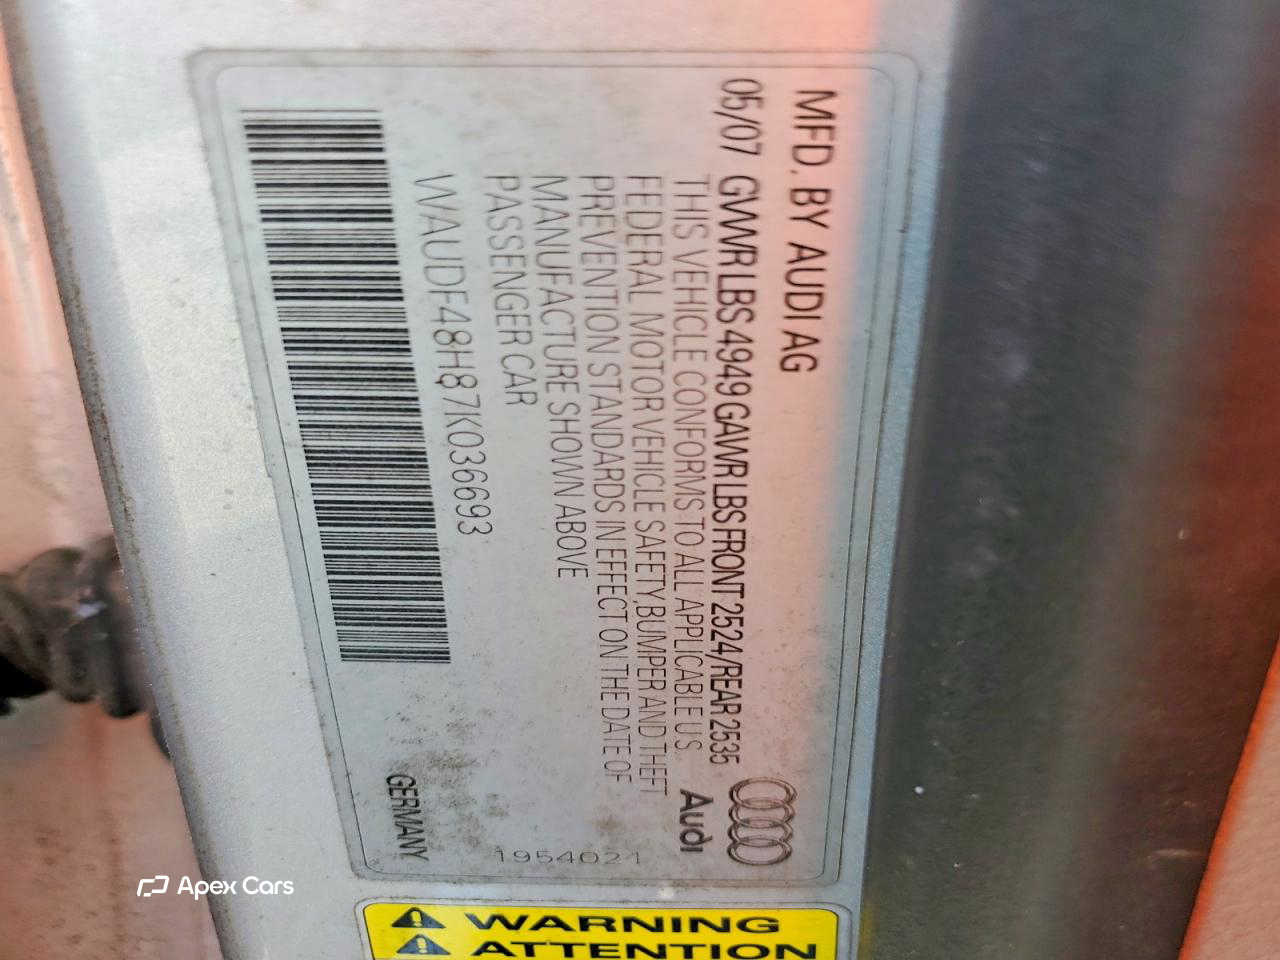 MFD. BY AUDI AG
05/07 GVWR LBS 4949 GAWR LBS FRONT 2524/REAR 2535
THIS VEHICLE CONFORMS TO ALL APPLICABLE U.S.
FEDERAL MOTOR VEHICLE SAFETY, BUMPER AND THEFT
PREVENTION STANDARDS IN EFFECT ON THE DATE OF
MANUFACTURE SHOWN ABOVE
PASSENGER CAR
WAUDF48H87K036693
Audi
1954021
GERMANY
WARNING
ATTENTION
Apex Cars